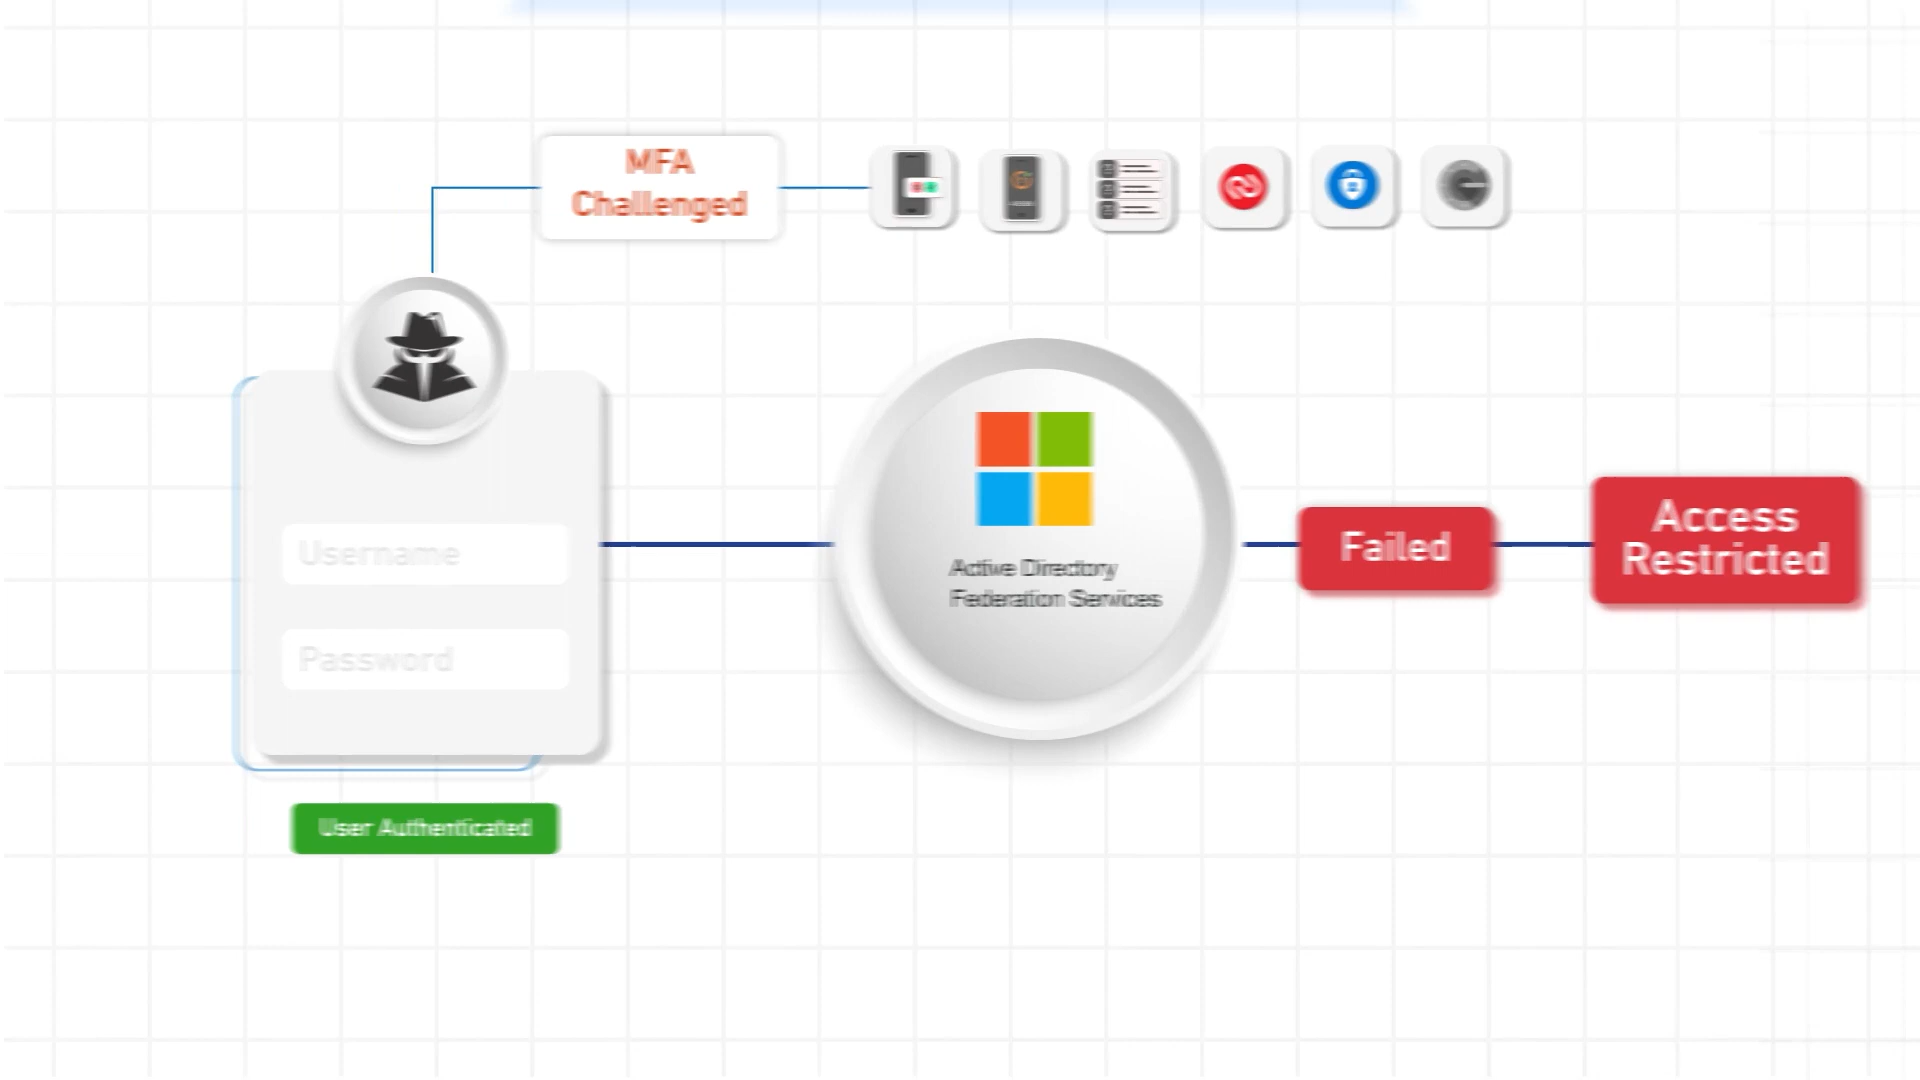 MFA
Challenged
Username
Password
User Authenticated
Active Directory
Federation Services
Failed
Access
Restricted